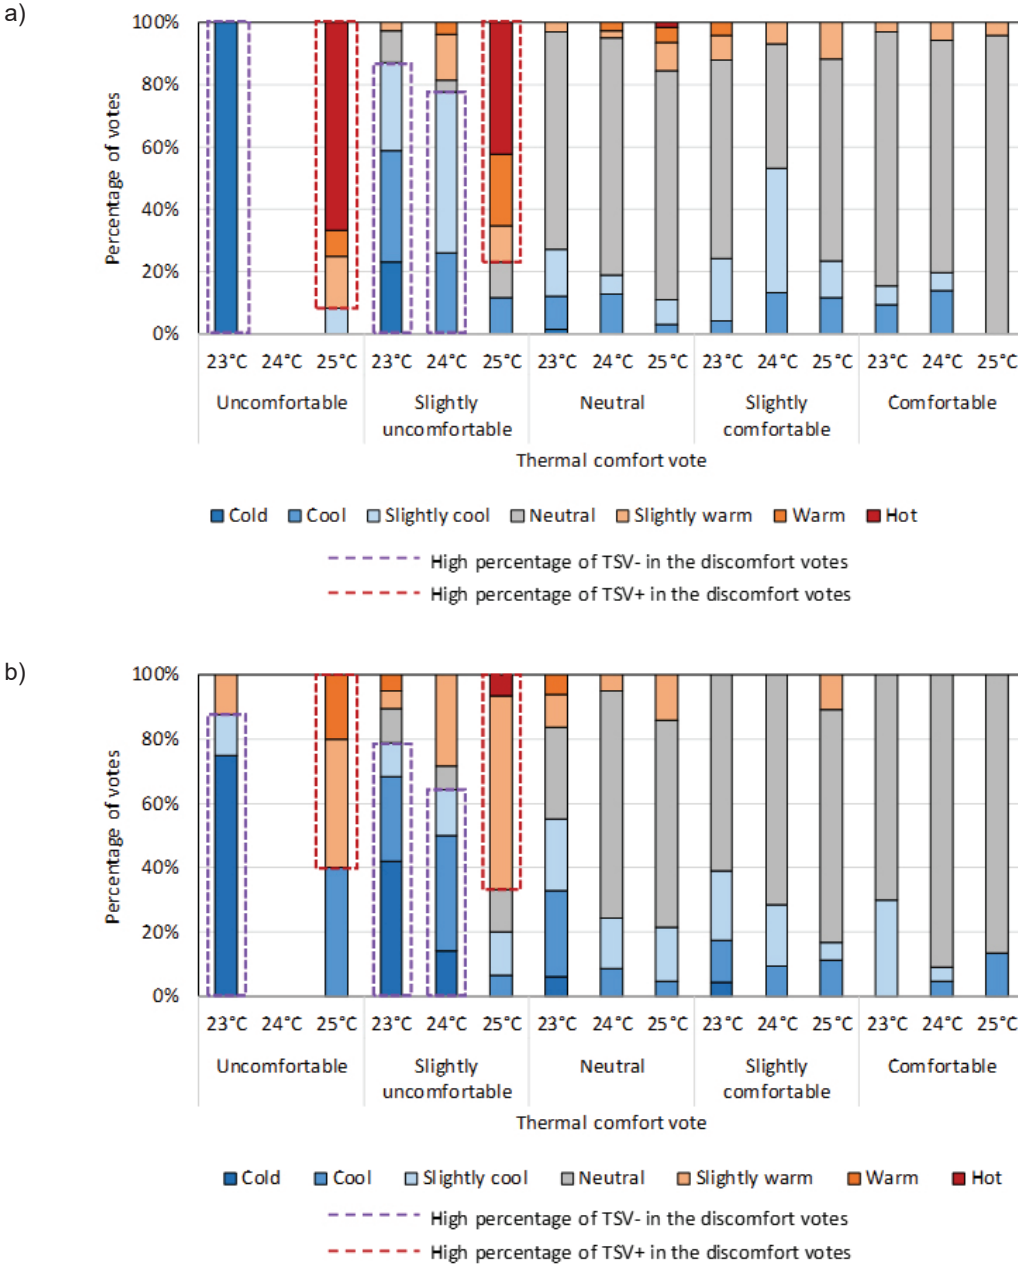 a)
100%
80%
60%
40%
20%
0%
Percentage of votes
23°C 24°C 25°C 23°C 24°C 25°C 23°C 24°C 25°C 23°C 24°C 25°C 23°C 24°C 25°C
Uncomfortable Slightly Neutral Slightly Comfortable
uncomfortable comfortable
Thermal comfort vote
Cold Cool Slightly cool Neutral Slightly warm Warm Hot
High percentage of TSV- in the discomfort votes
High percentage of TSV+ in the discomfort votes
b)
100%
80%
60%
40%
20%
0%
Percentage of votes
23°C 24°C 25°C 23°C 24°C 25°C 23°C 24°C 25°C 23°C 24°C 25°C 23°C 24°C 25°C
Uncomfortable Slightly Neutral Slightly Comfortable
uncomfortable comfortable
Thermal comfort vote
Cold Cool Slightly cool Neutral Slightly warm Warm Hot
High percentage of TSV- in the discomfort votes
High percentage of TSV+ in the discomfort votes